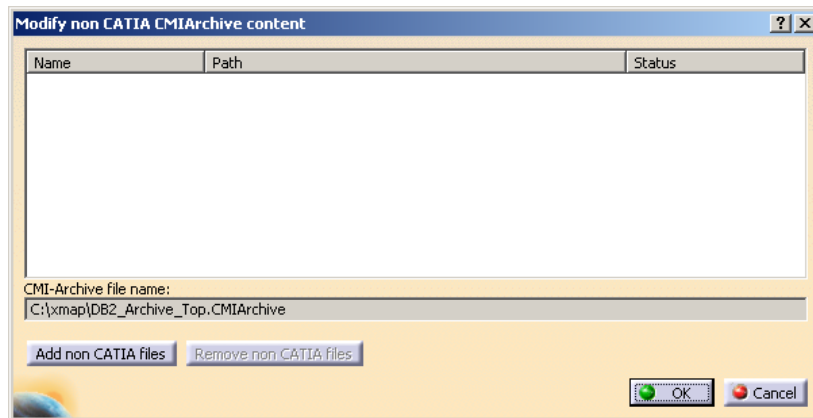 Modify non CATIA CMIArchive content
Name Path Status
CMI-Archive file name:
C:\xmap\DB2_Archive_Top.CMIArchive
Add non CATIA files Remove non CATIA files
OK Cancel